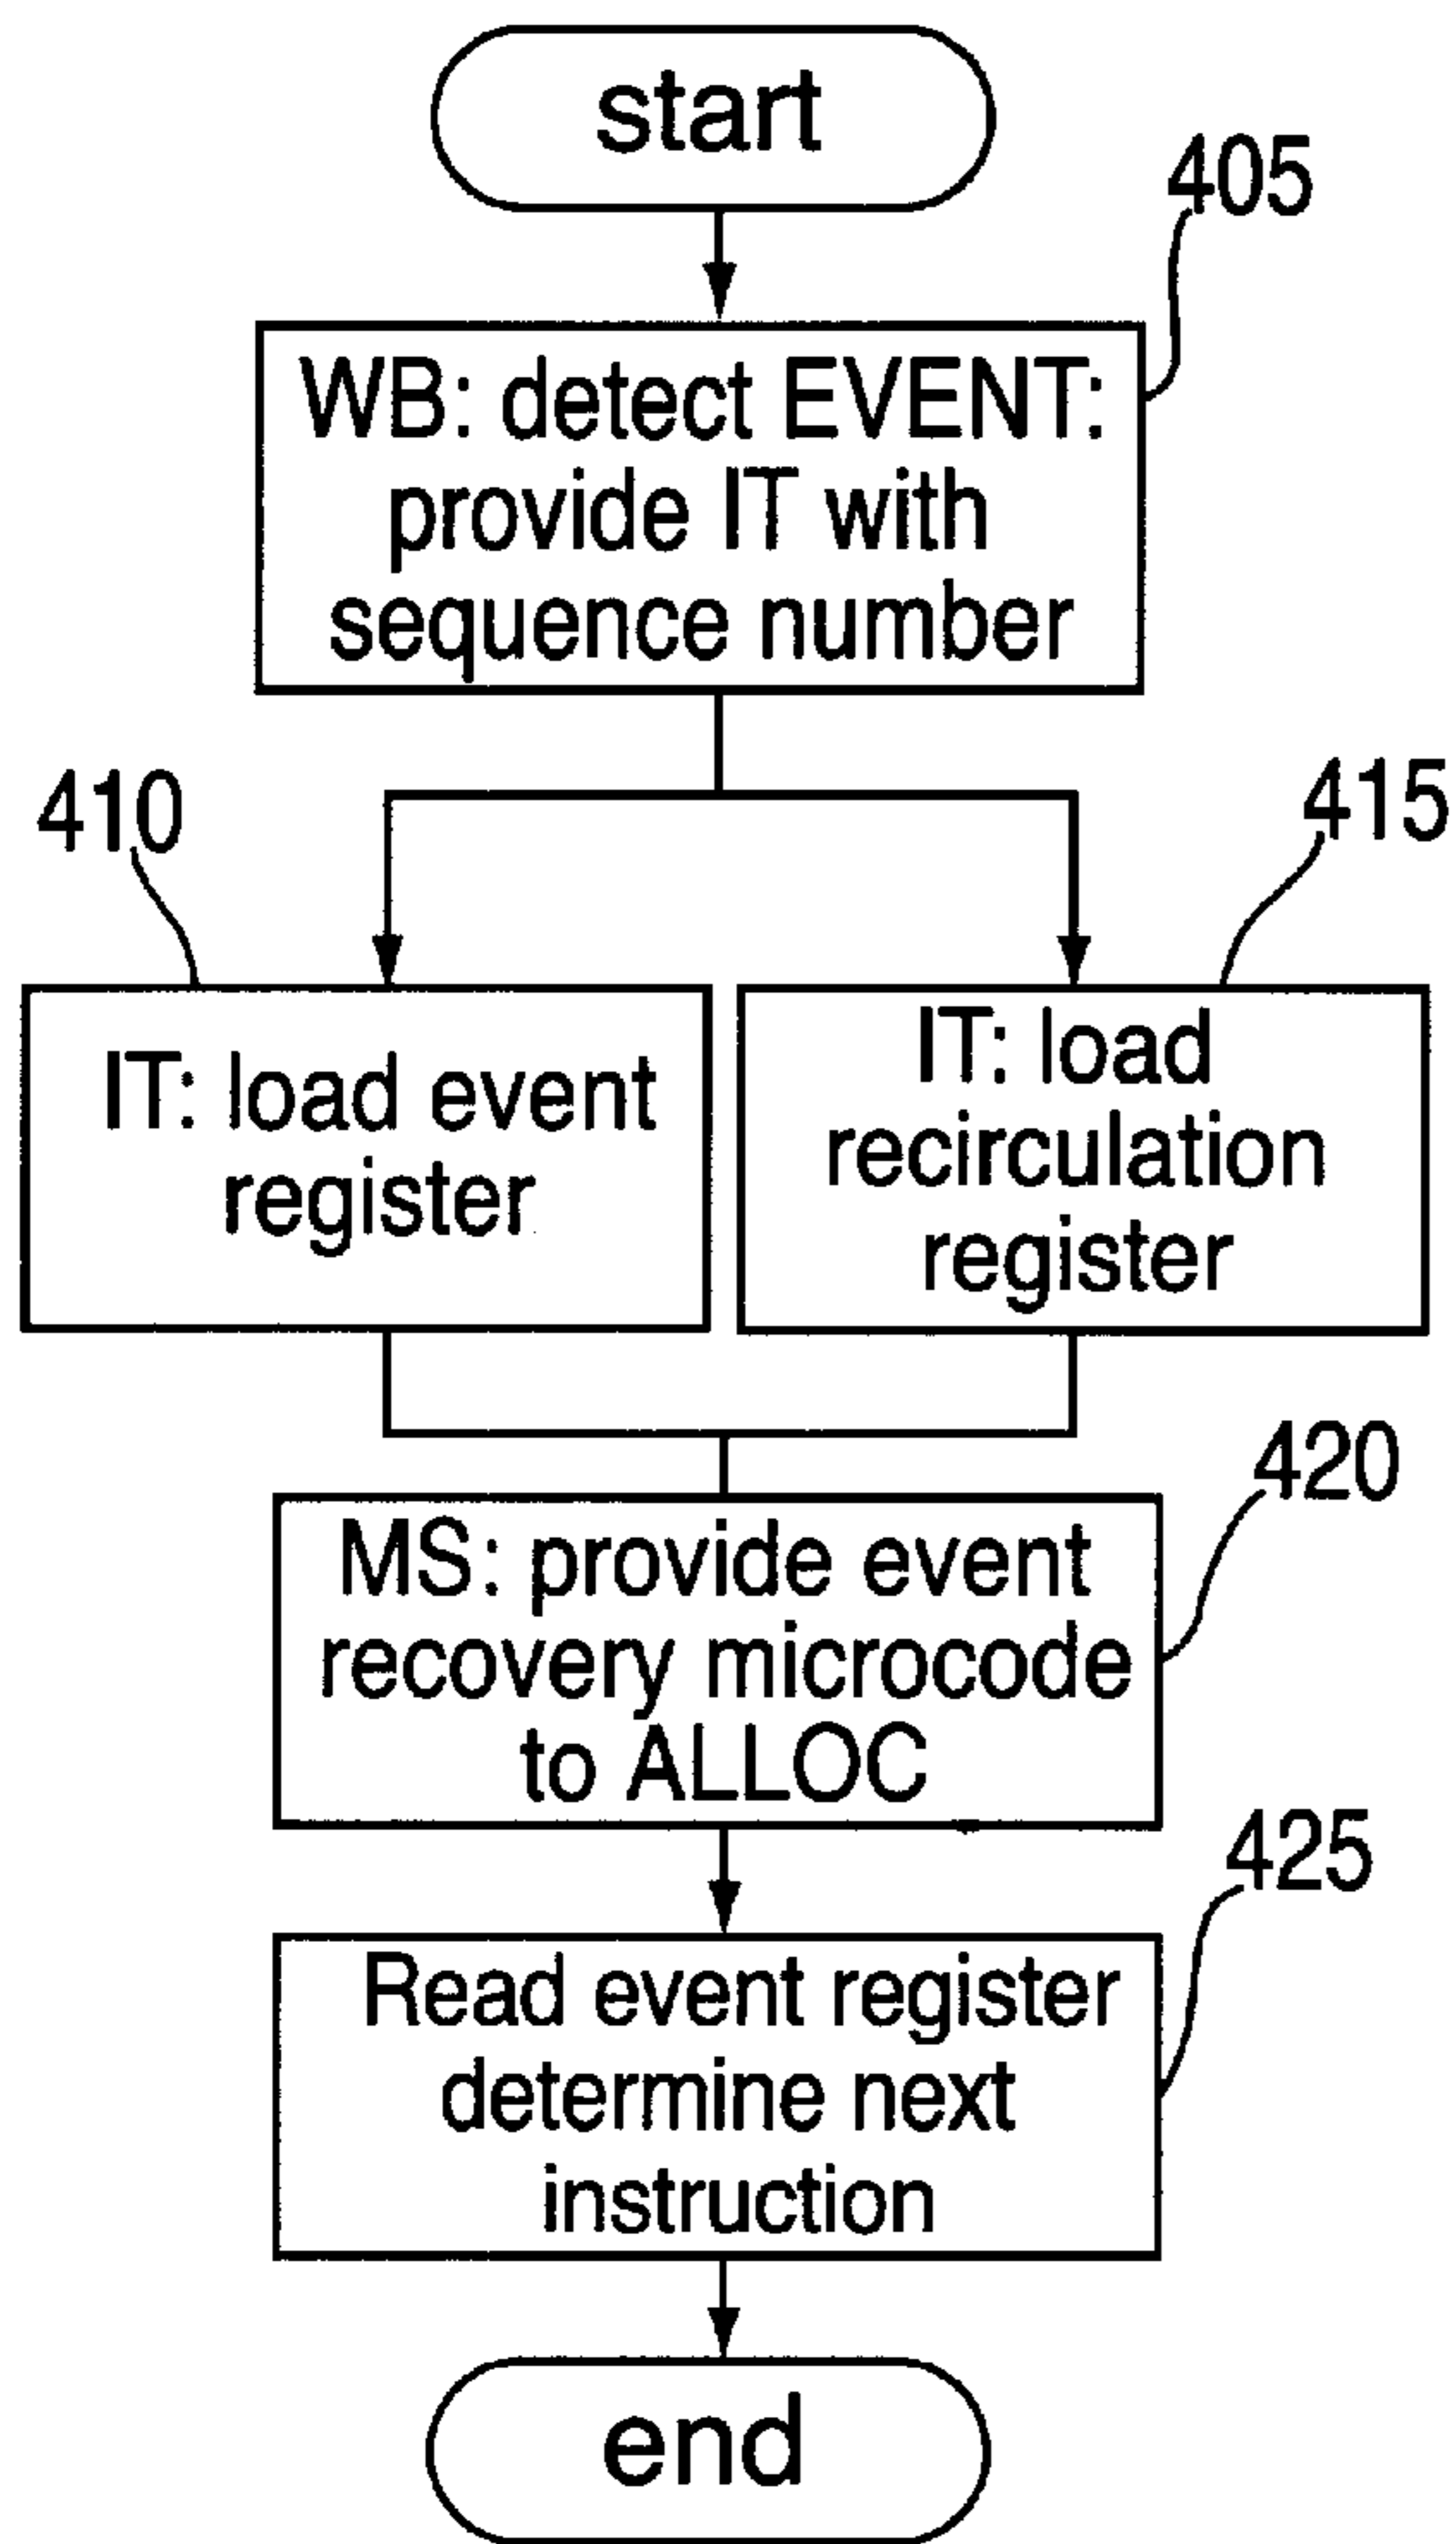 start
405
WB: detect EVENT:
provide IT with
sequence number
410
415
IT: load event
register
IT: load
recirculation
register
420
MS: provide event
recovery microcode
to ALLOC
425
Read event register
determine next
instruction
end